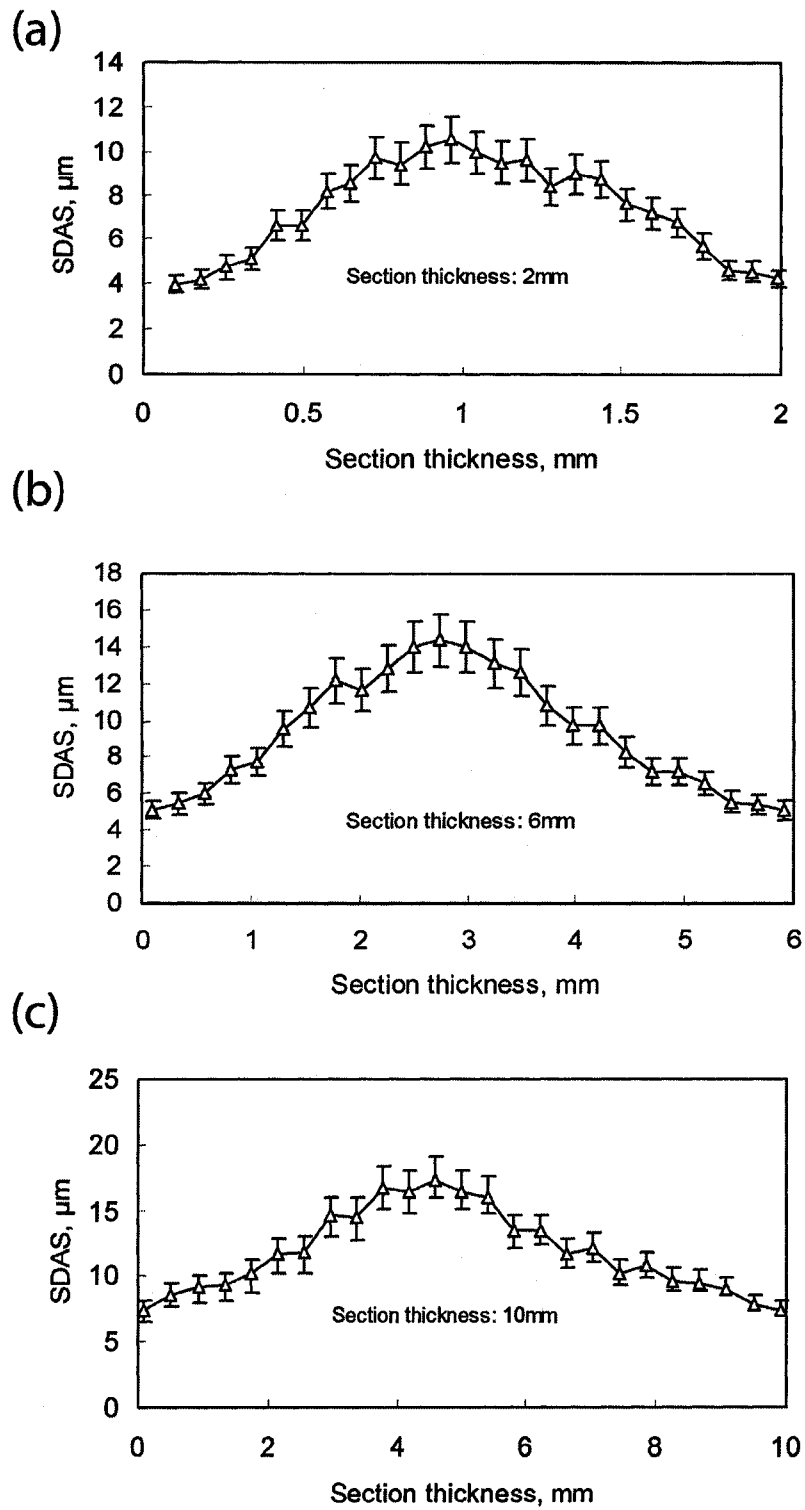 (a)
14
12
10
8
6
4
2
0
SDAS, µm
Section thickness: 2mm
0 0.5 1 1.5 2
Section thickness, mm
(b)
18
16
14
12
10
8
6
4
2
0
SDAS, µm
Section thickness: 6mm
0 1 2 3 4 5 6
Section thickness, mm
(c)
25
20
15
10
5
0
SDAS, µm
Section thickness: 10mm
0 2 4 6 8 10
Section thickness, mm